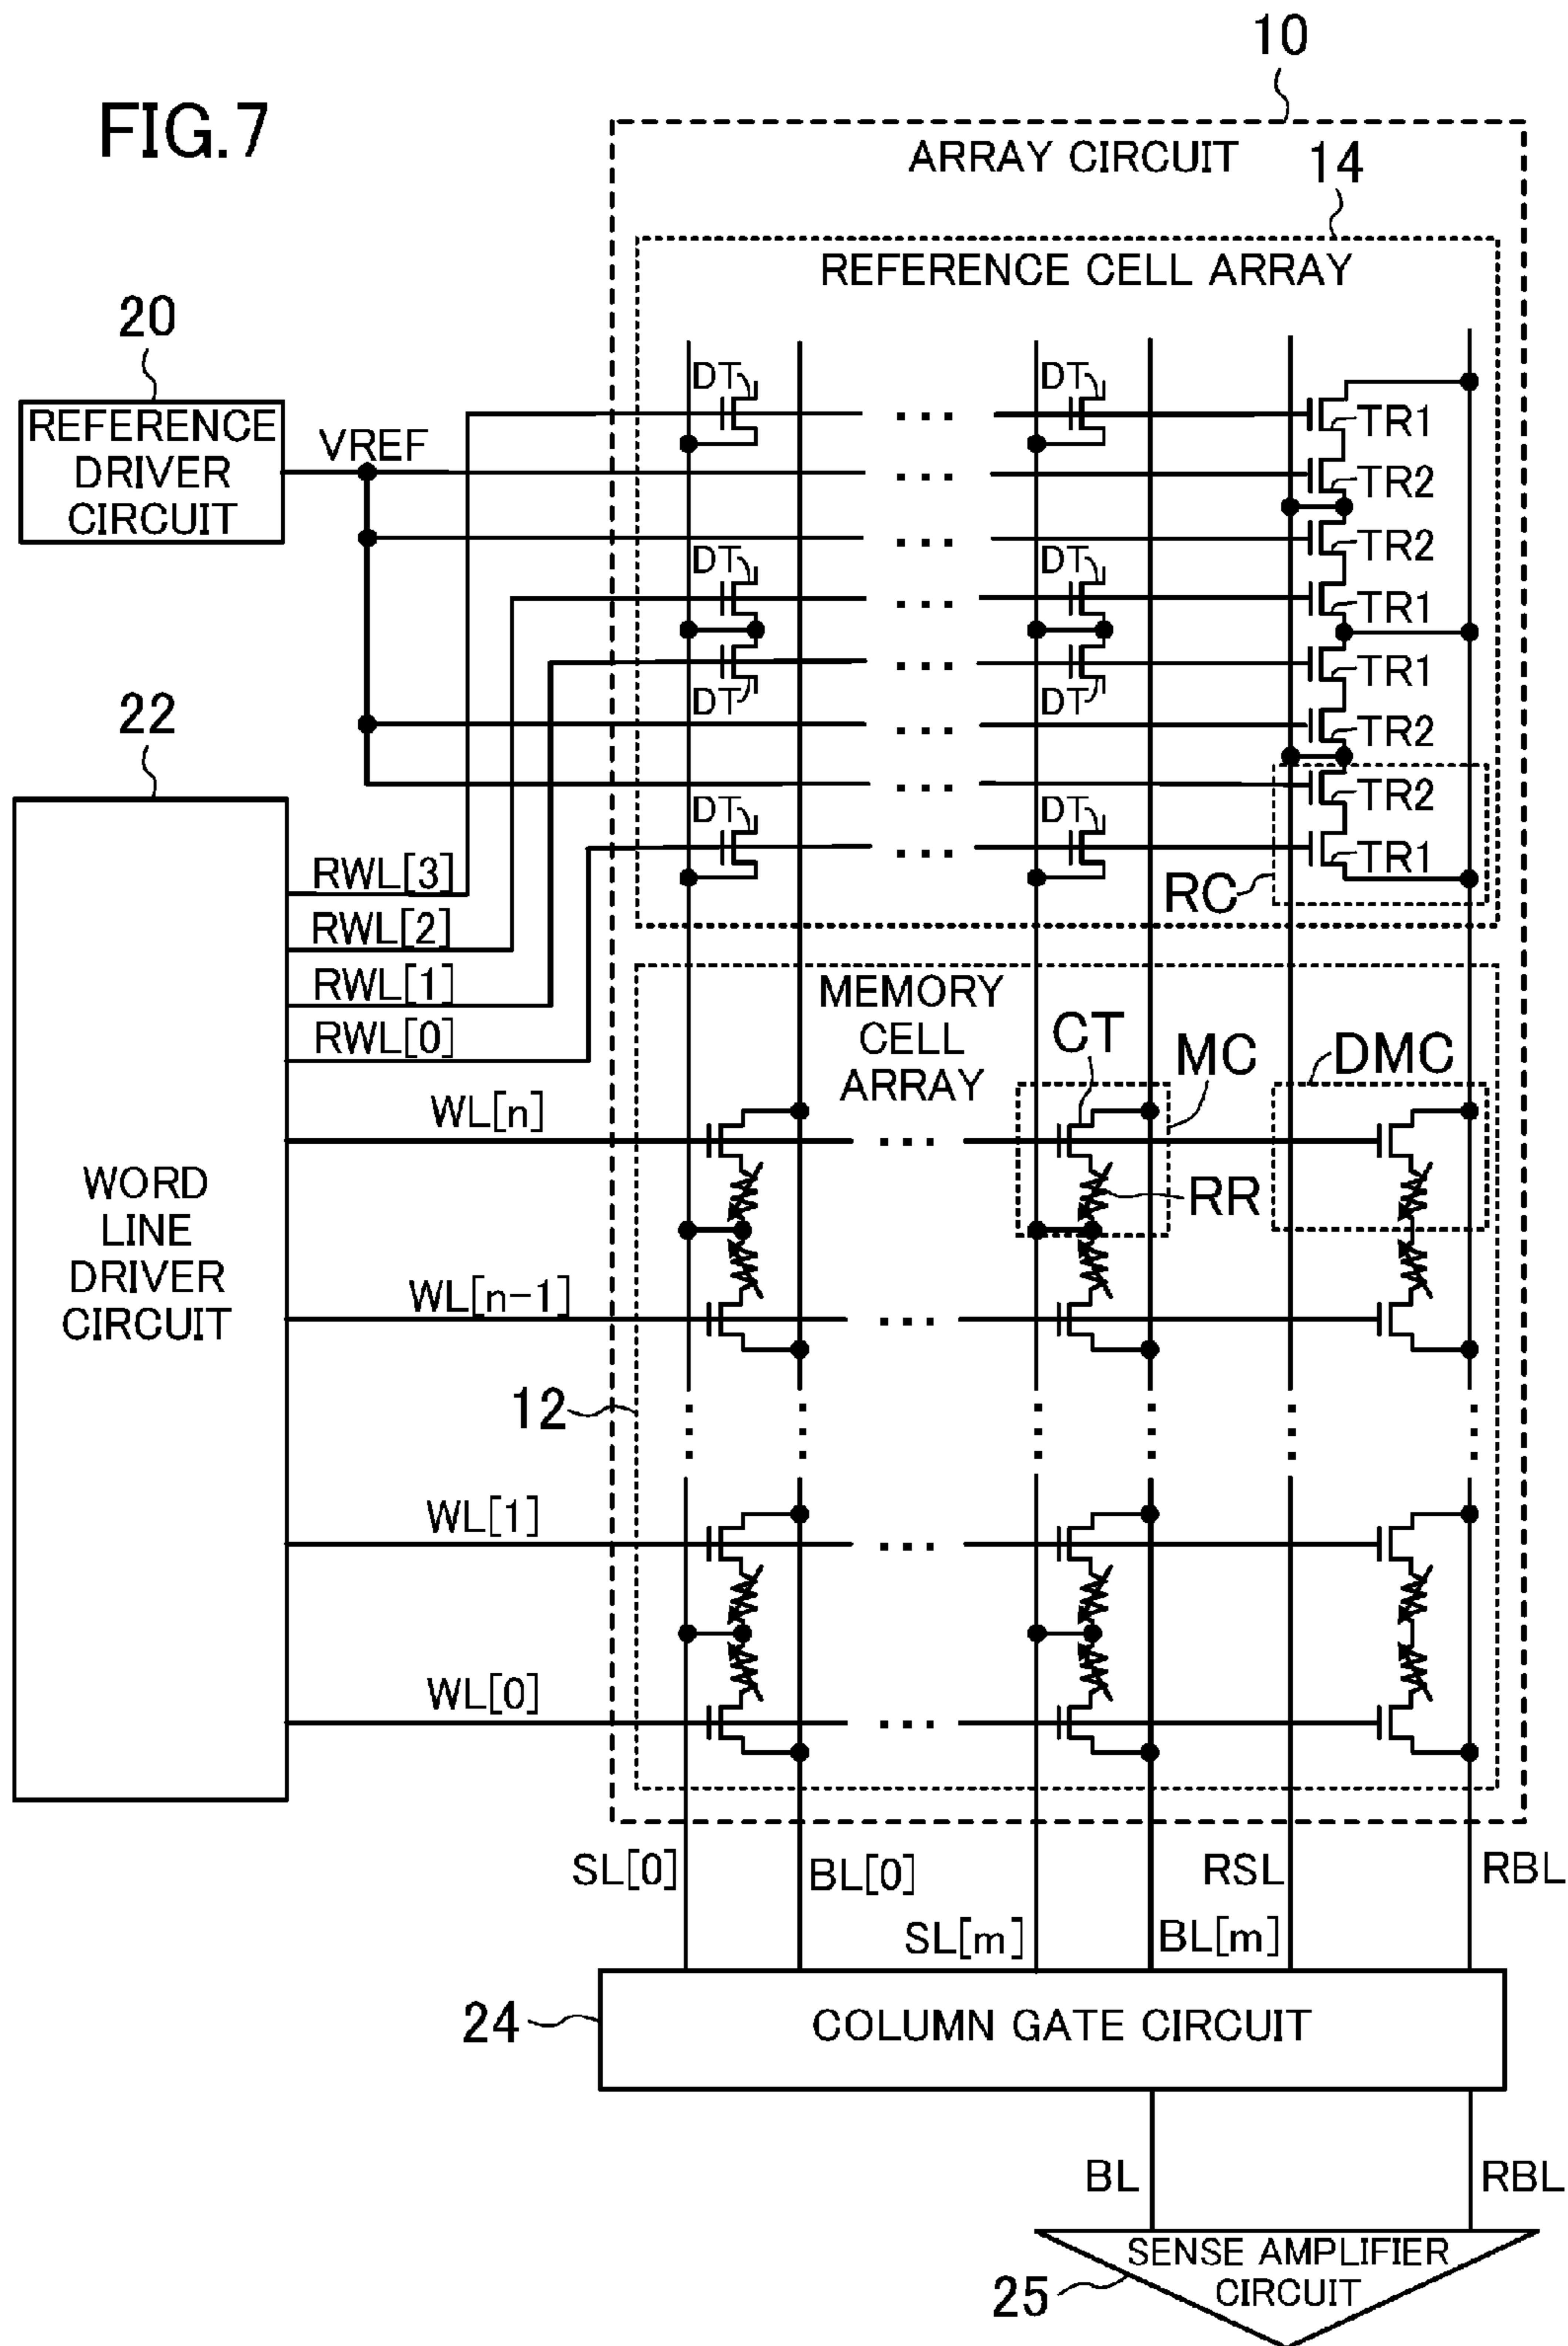 FIG.7
10
ARRAY CIRCUIT
14
REFERENCE CELL ARRAY
20
REFERENCE
DRIVER
CIRCUIT
VREF
DT
DT
TR1
TR2
TR2
DT
DT
TR1
TR1
DT
DT
TR2
TR2
DT
DT
TR1
RC
22
WORD
LINE
DRIVER
CIRCUIT
RWL[3]
RWL[2]
RWL[1]
RWL[0]
WL[n]
WL[n-1]
WL[1]
WL[0]
MEMORY
CELL
ARRAY
CT
MC
DMC
RR
12
SL[0]
BL[0]
SL[m]
BL[m]
RSL
RBL
24
COLUMN GATE CIRCUIT
BL
RBL
SENSE AMPLIFIER
CIRCUIT
25